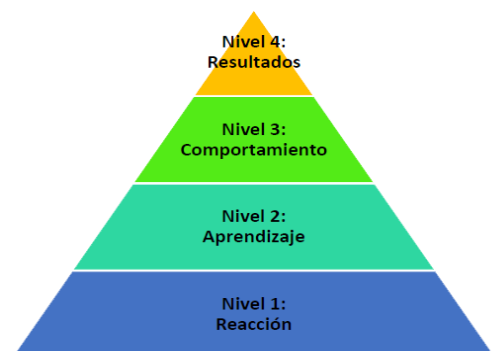 Nivel 4:
Resultados
Nivel 3:
Comportamiento
Nivel 2:
Aprendizaje
Nivel 1:
Reacción